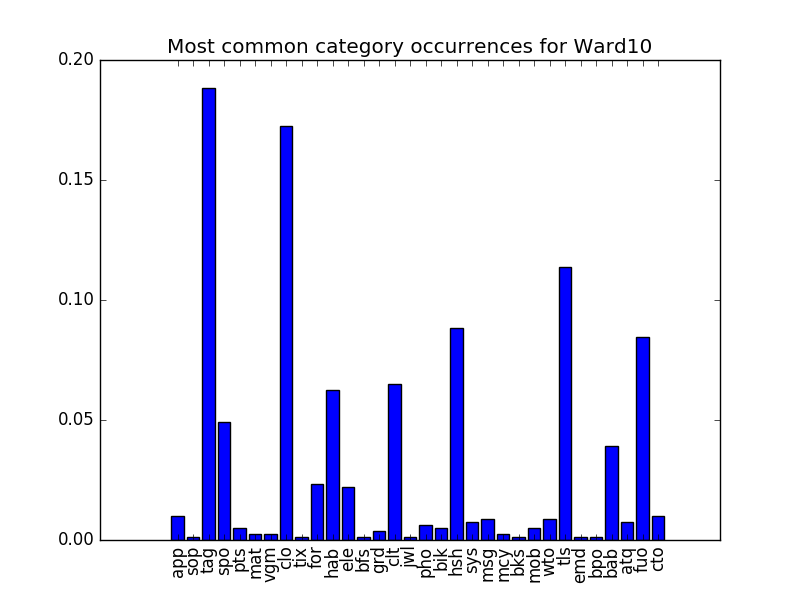 Most common category occurrences for Ward10
0.20
0.15
0.10
0.05
0.00
app sop tag spo pts mat vgm clo tix for hab ele bfs grd clt jwl pho bik hsh sys msg mcy bks mob wto tls emd bpo bab atq fuo cto